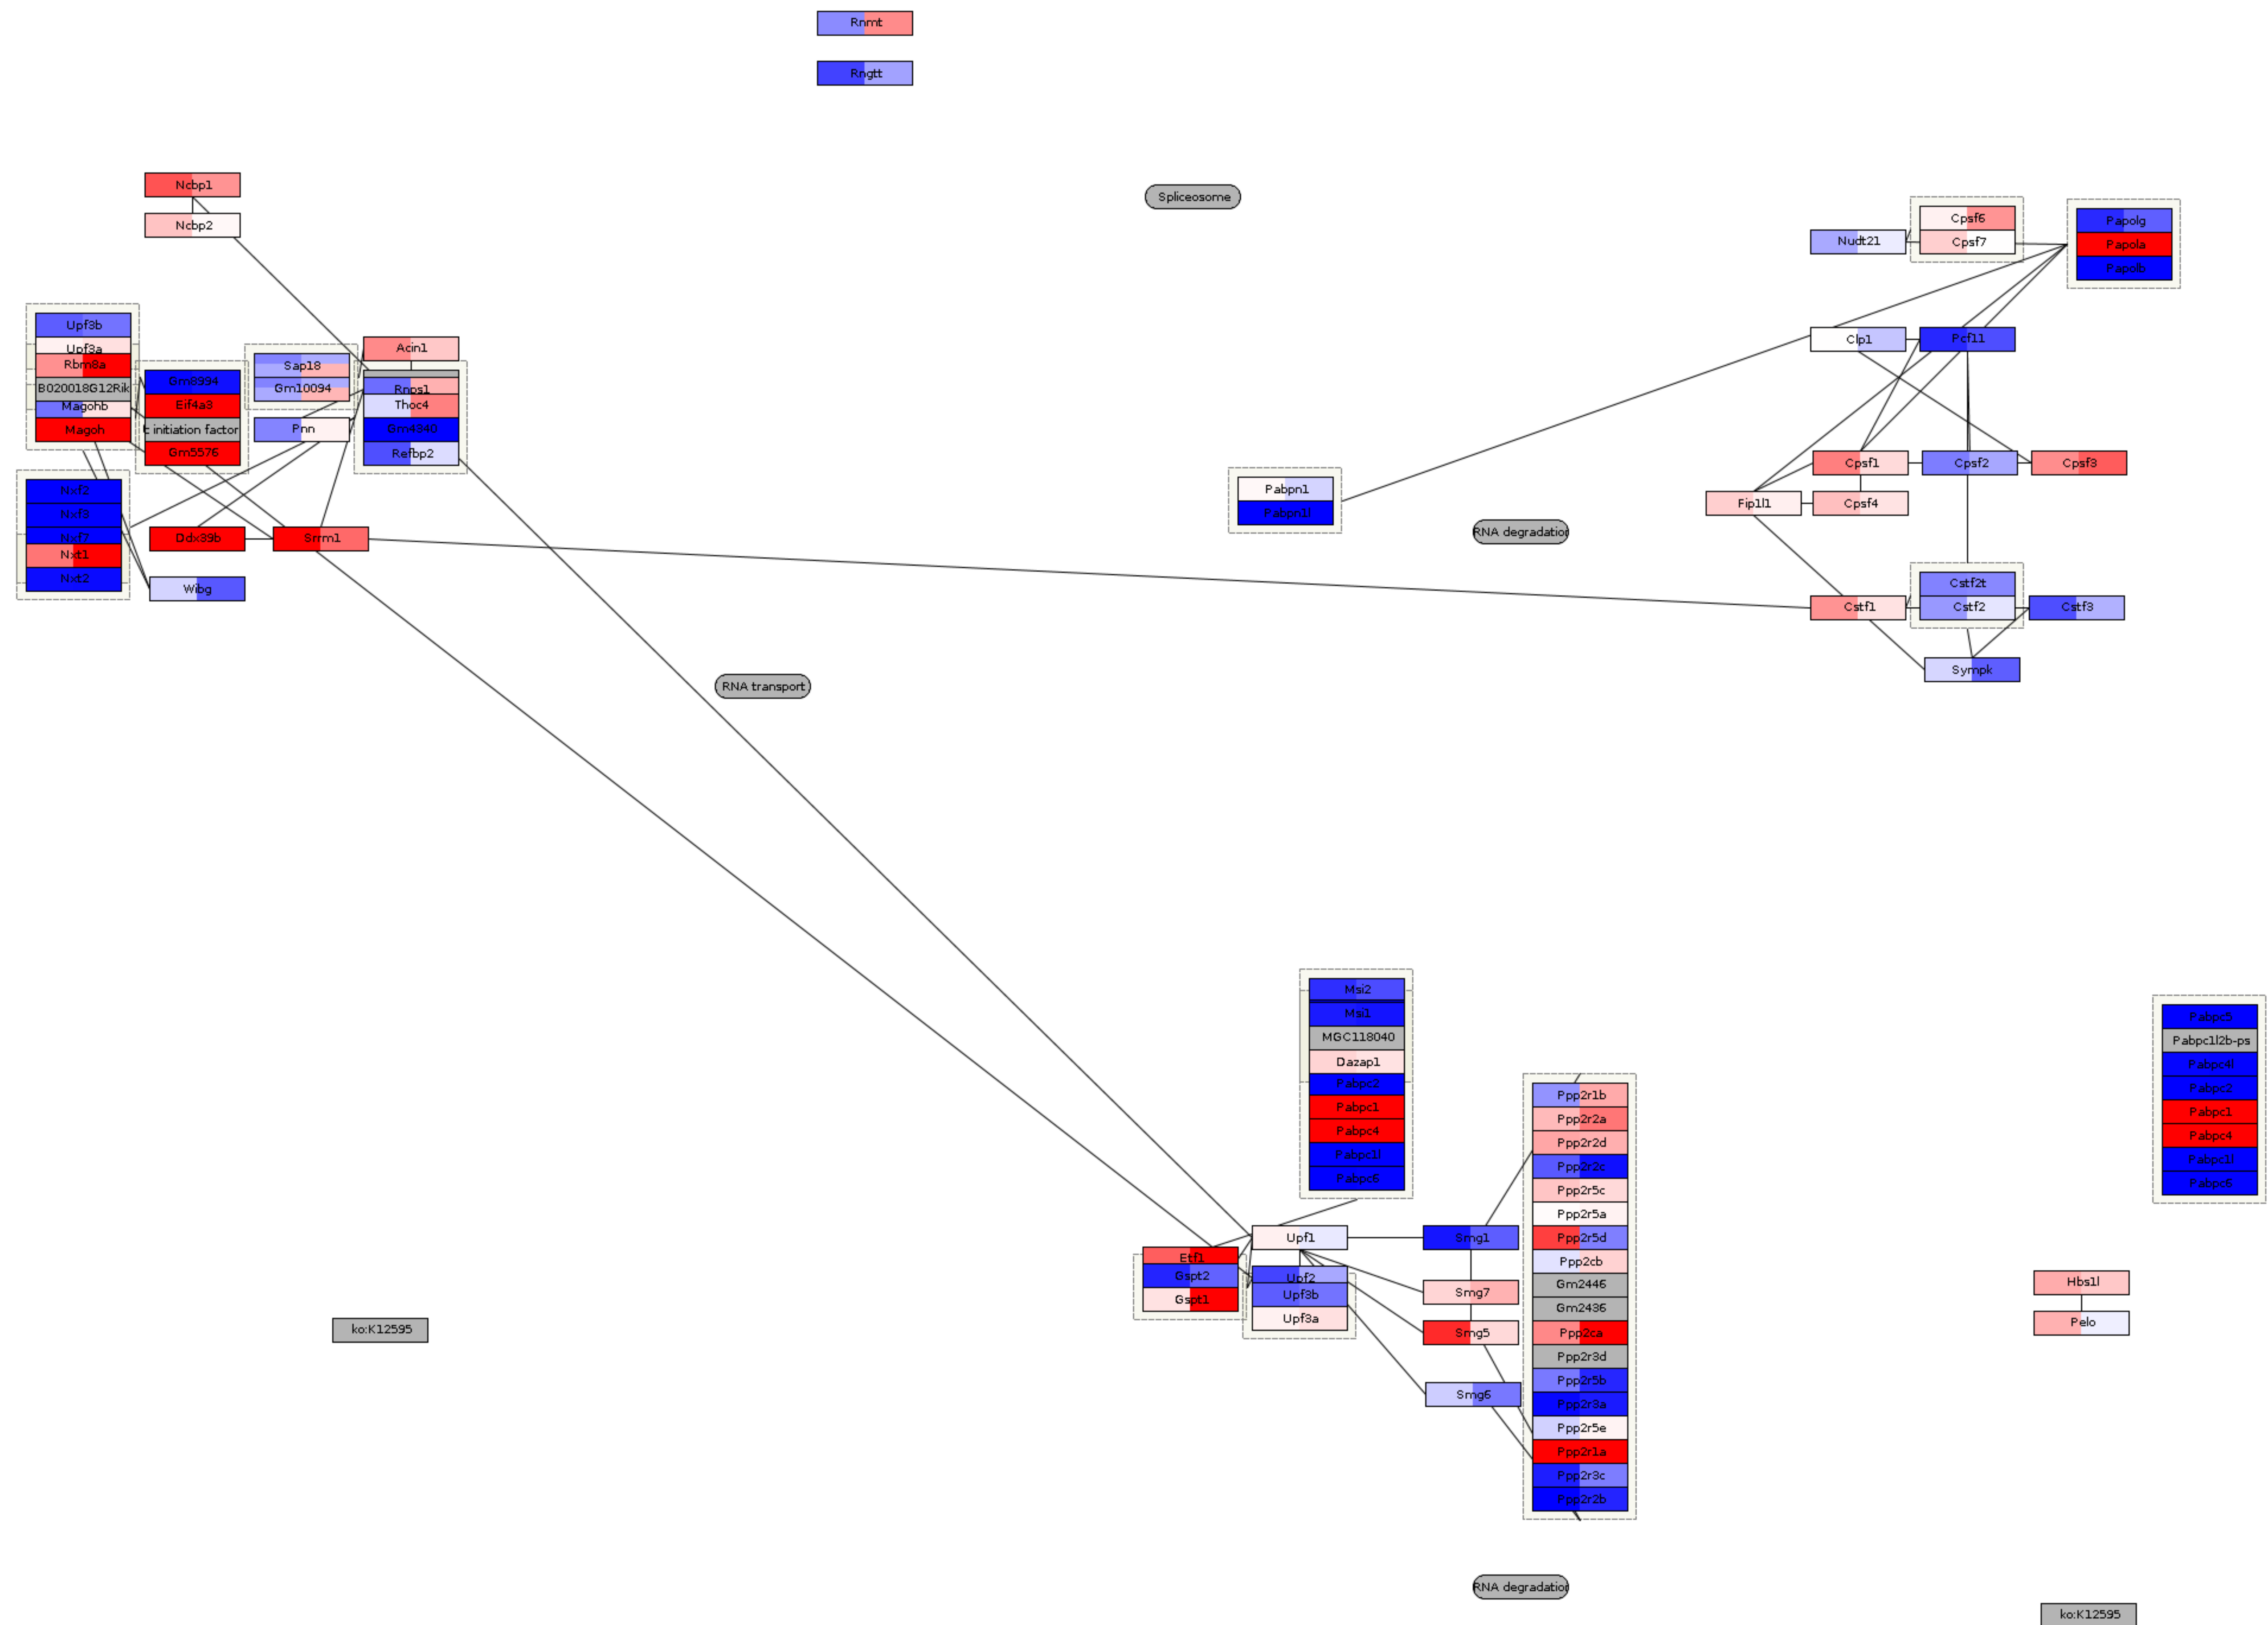 Rnmt
Rngtt
Ncbp1
Ncbp2
Spliceosome
Cpsf6
Cpsf7
Nudt21
Papolg
Papola
Papolb
Upf3b
Upf3a
Rbm8a
B020018G12Rik
Magohb
Magoh
Gm8994
Eif4a3
t initiation factor
Gm5576
Sap18
Gm10094
Pnn
Acin1
Rnps1
Thoc4
Gm4840
Refbp2
Clp1
Pcf11
Cpsf1
Cpsf2
Cpsf3
Fip1l1
Cpsf4
Nxf2
Nxf3
Nxf7
Nxt1
Nxt2
Ddx39b
Srrm1
Wibg
Pabpn1
Pabpn1l
RNA degradation
Cstf2t
Cstf1
Cstf2
Cstf3
Sympk
RNA transport
Msi2
Msi1
MGC118040
Dazap1
Pabpc2
Pabpc1
Pabpc4
Pabpc1l
Pabpc6
Pabpc5
Pabpc1l2b-ps
Pabpc4l
Pabpc2
Pabpc1
Pabpc4
Pabpc1l
Pabpc6
Ppp2r1b
Ppp2r2a
Ppp2r2d
Ppp2r2c
Ppp2r5c
Ppp2r5a
Ppp2r5d
Ppp2cb
Gm2446
Gm2436
Ppp2ca
Ppp2r3d
Ppp2r5b
Ppp2r3a
Ppp2r5e
Ppp2r1a
Ppp2r3c
Ppp2r2b
Upf1
Smg1
Etf1
Gspt2
Gspt1
Upf2
Upf3b
Upf3a
Smg7
Smg5
Smg6
Hbs1l
Pelo
ko:K12595
RNA degradation
ko:K12595